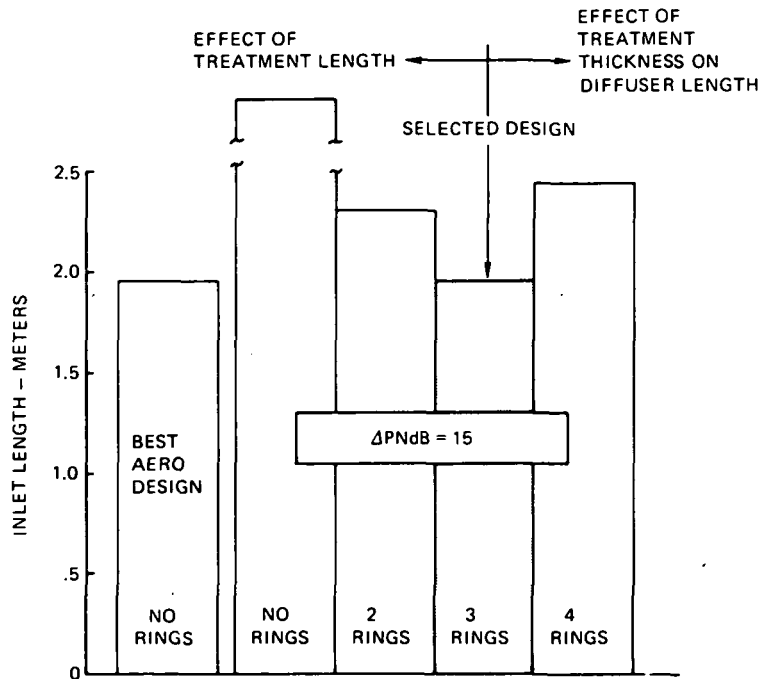 EFFECT OF
TREATMENT LENGTH
EFFECT OF
TREATMENT
THICKNESS ON
DIFFUSER LENGTH
SELECTED DESIGN
INLET LENGTH – METERS
2.5
2.0
1.5
1.0
.5
0
BEST
AERO
DESIGN
ΔPNdB = 15
NO
RINGS
NO
RINGS
2
RINGS
3
RINGS
4
RINGS